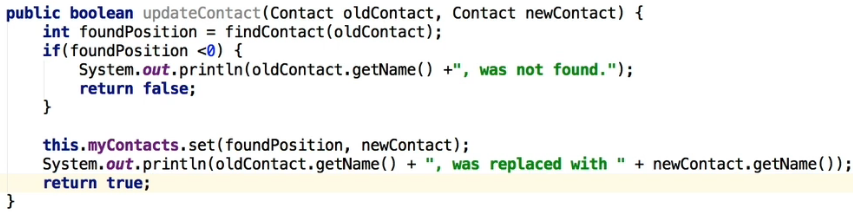 public boolean updateContact(Contact oldContact, Contact newContact) {
int foundPosition = findContact(oldContact);
if(foundPosition <0) {
System.out.println(oldContact.getName() +", was not found.");
return false;
}
this.myContacts.set(foundPosition, newContact);
System.out.println(oldContact.getName() + ", was replaced with " + newContact.getName());
return true;
}